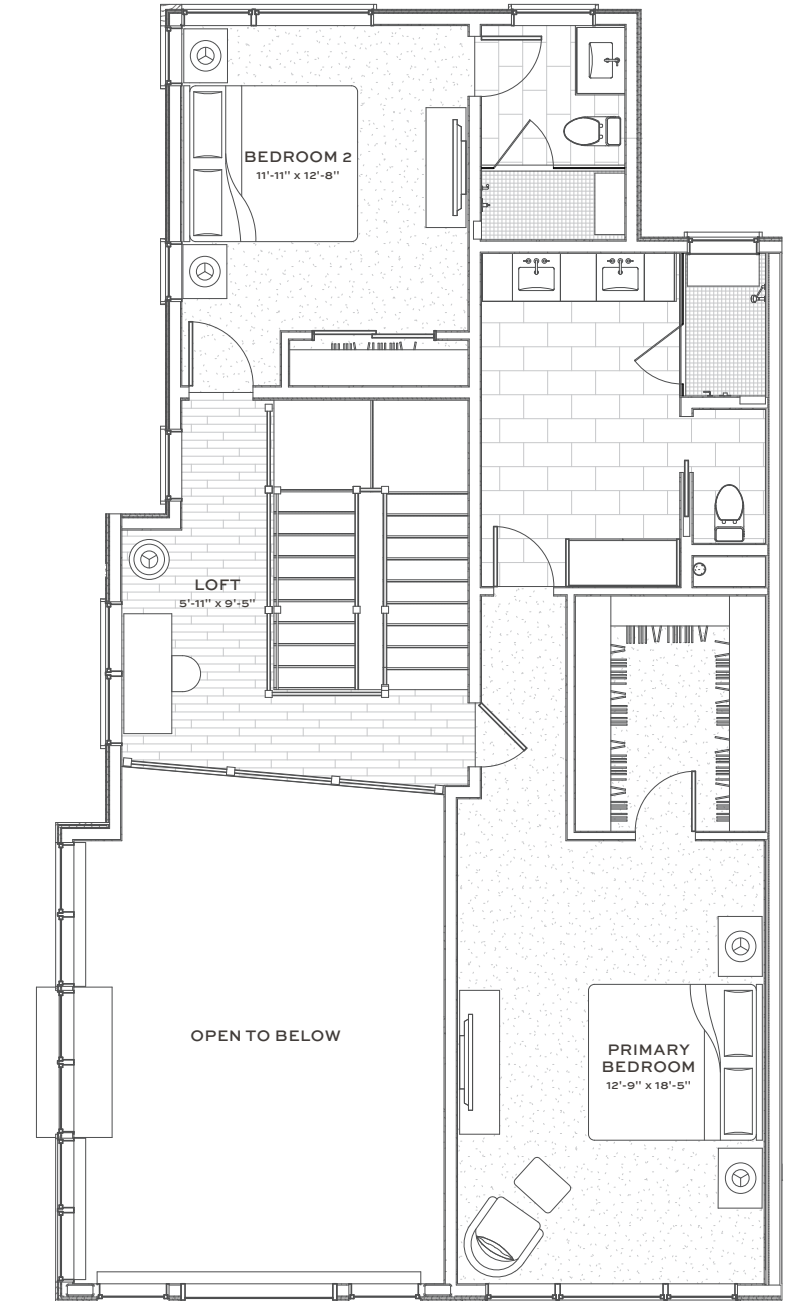 BEDROOM 2
11'-11" x 12'-8"
LOFT
5'-11" x 9'-5"
OPEN TO BELOW
PRIMARY
BEDROOM
12'-9" x 18'-5"